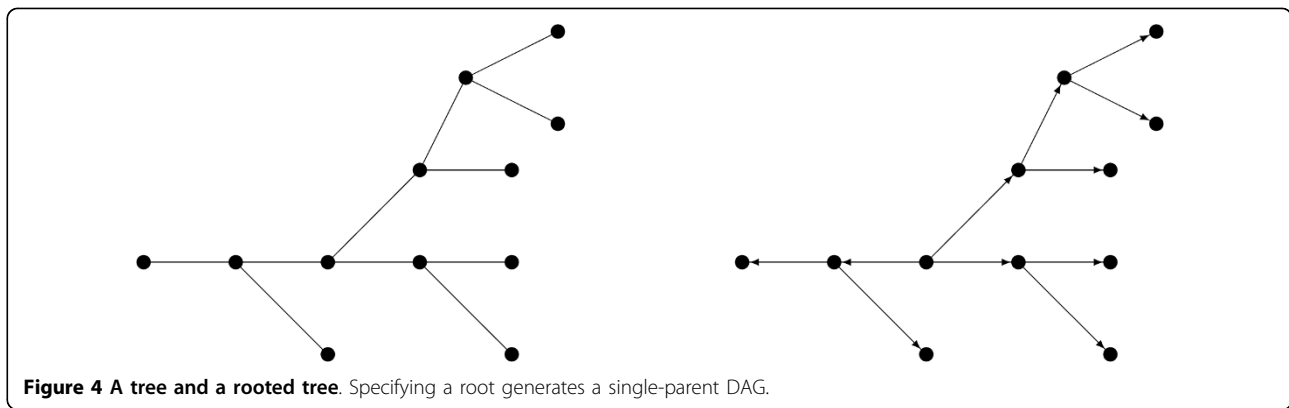 Figure 4 A tree and a rooted tree. Specifying a root generates a single-parent DAG.